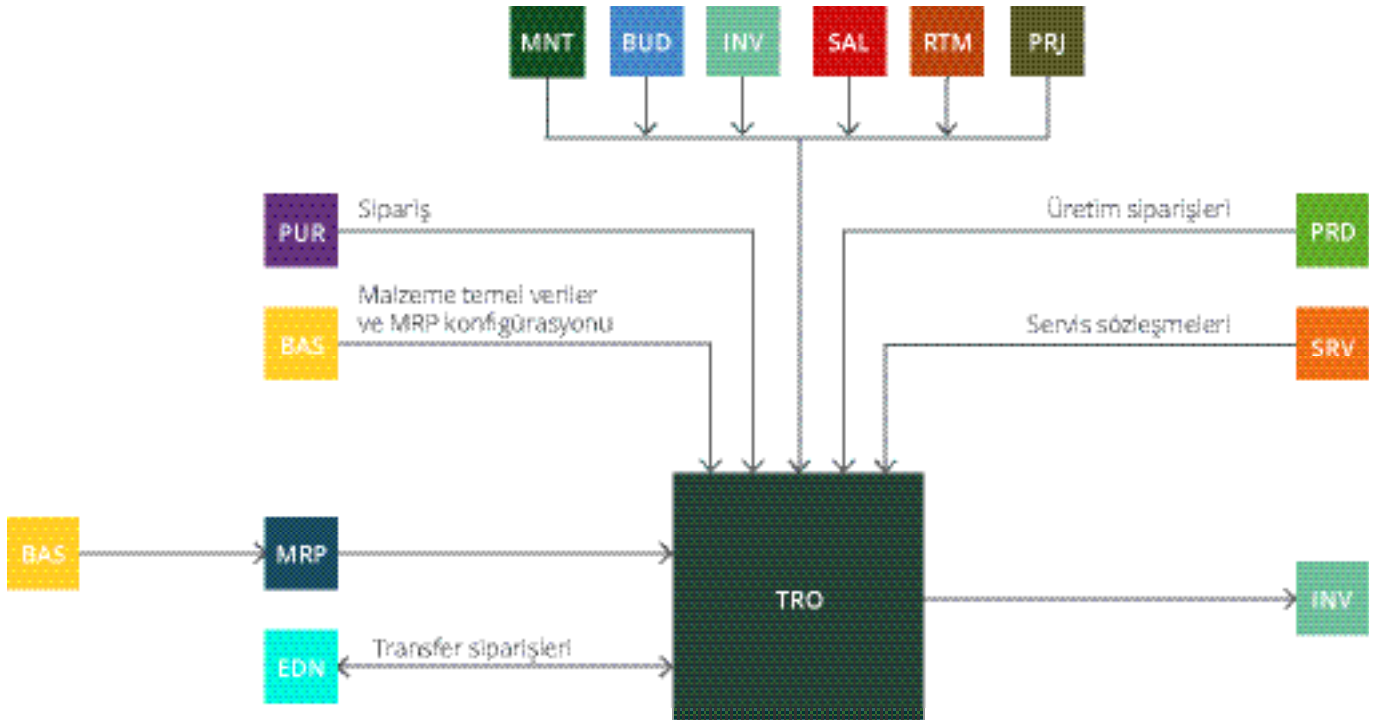 MNT BUD INV SAL RTM PRJ
Sipariş
Üretim siparişleri
PUR
PRD
Malzeme temel veriler
ve MRP konfigürasyonu
Servis sözleşmeleri
BAS
SRV
BAS
MRP
TRO
INV
Transfer siparişleri
EDN